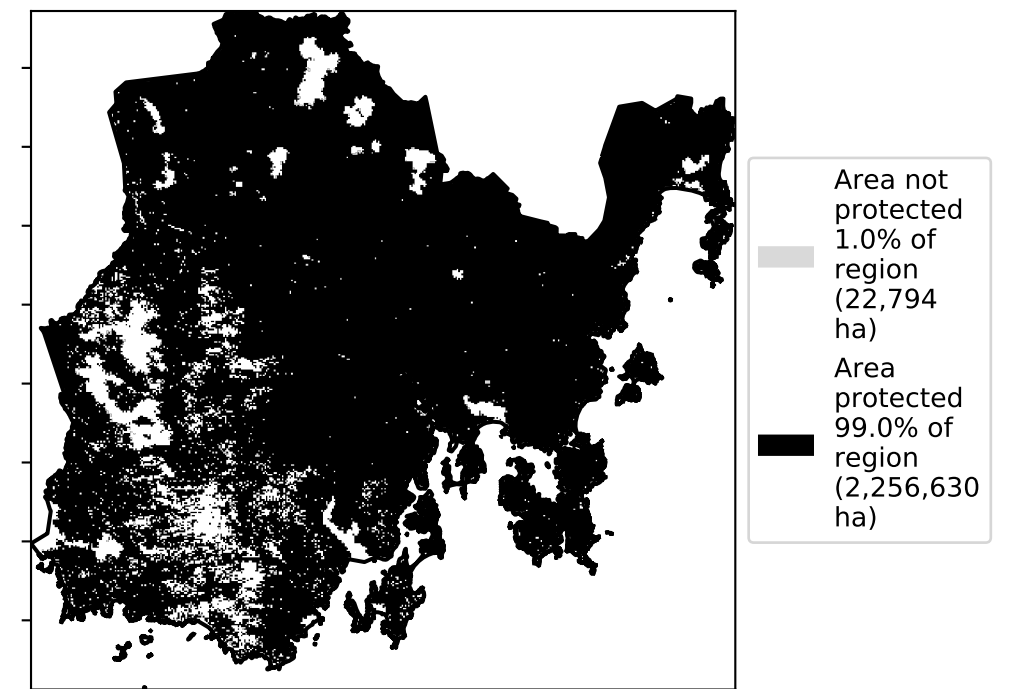 Area not
protected
1.0% of
region
(22,794
ha)
Area
protected
99.0% of
region
(2,256,630
ha)